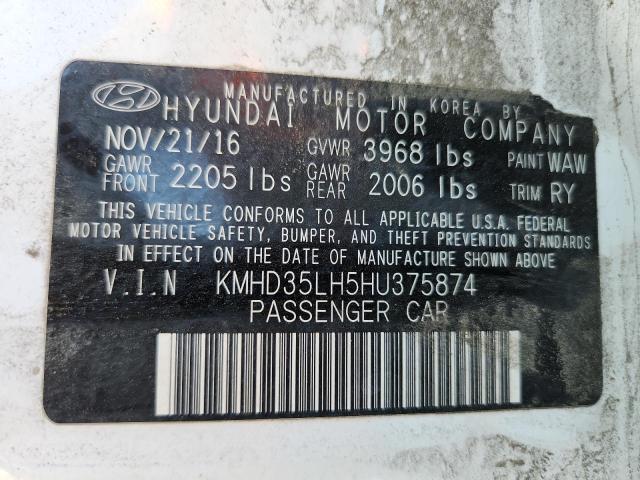 MANUFACTURED IN KOREA BY
HYUNDAI MOTOR COMPANY
NOV/21/16 GVWR 3968 lbs PAINT WAW
GAWR FRONT 2205 lbs GAWR REAR 2006 lbs TRIM RY
THIS VEHICLE CONFORMS TO ALL APPLICABLE U.S.A. FEDERAL
MOTOR VEHICLE SAFETY, BUMPER, AND THEFT PREVENTION STANDARDS
IN EFFECT ON THE DATE OF MANUFACTURE SHOWN ABOVE.
V.I.N KMHD35LH5HU375874
PASSENGER CAR